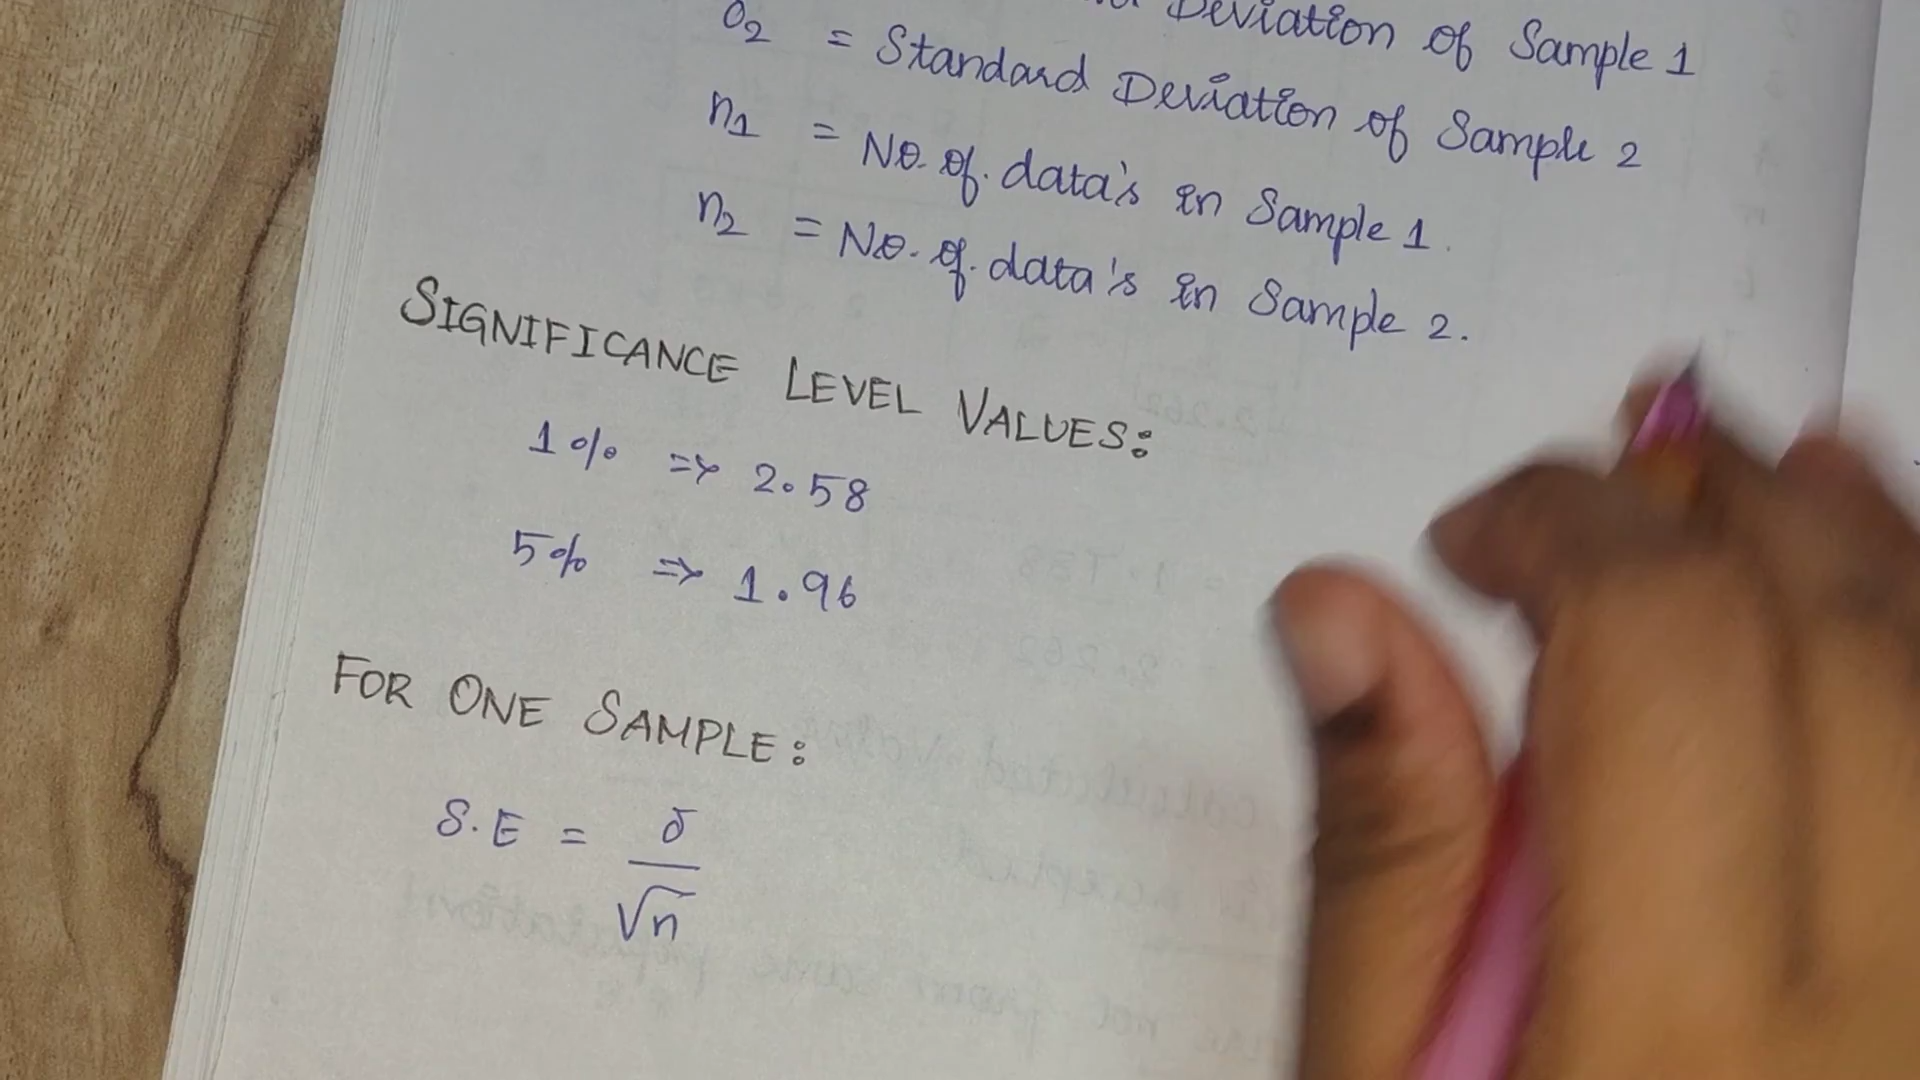 Deviation of Sample 1
σ2 = Standard Deviation of Sample 2
n1 = No. of. data's in Sample 1.
n2 = No. of. data's in Sample 2.
SIGNIFICANCE LEVEL VALUES:
1% => 2.58
5% => 1.96
FOR ONE SAMPLE:
S.E = σ
√n